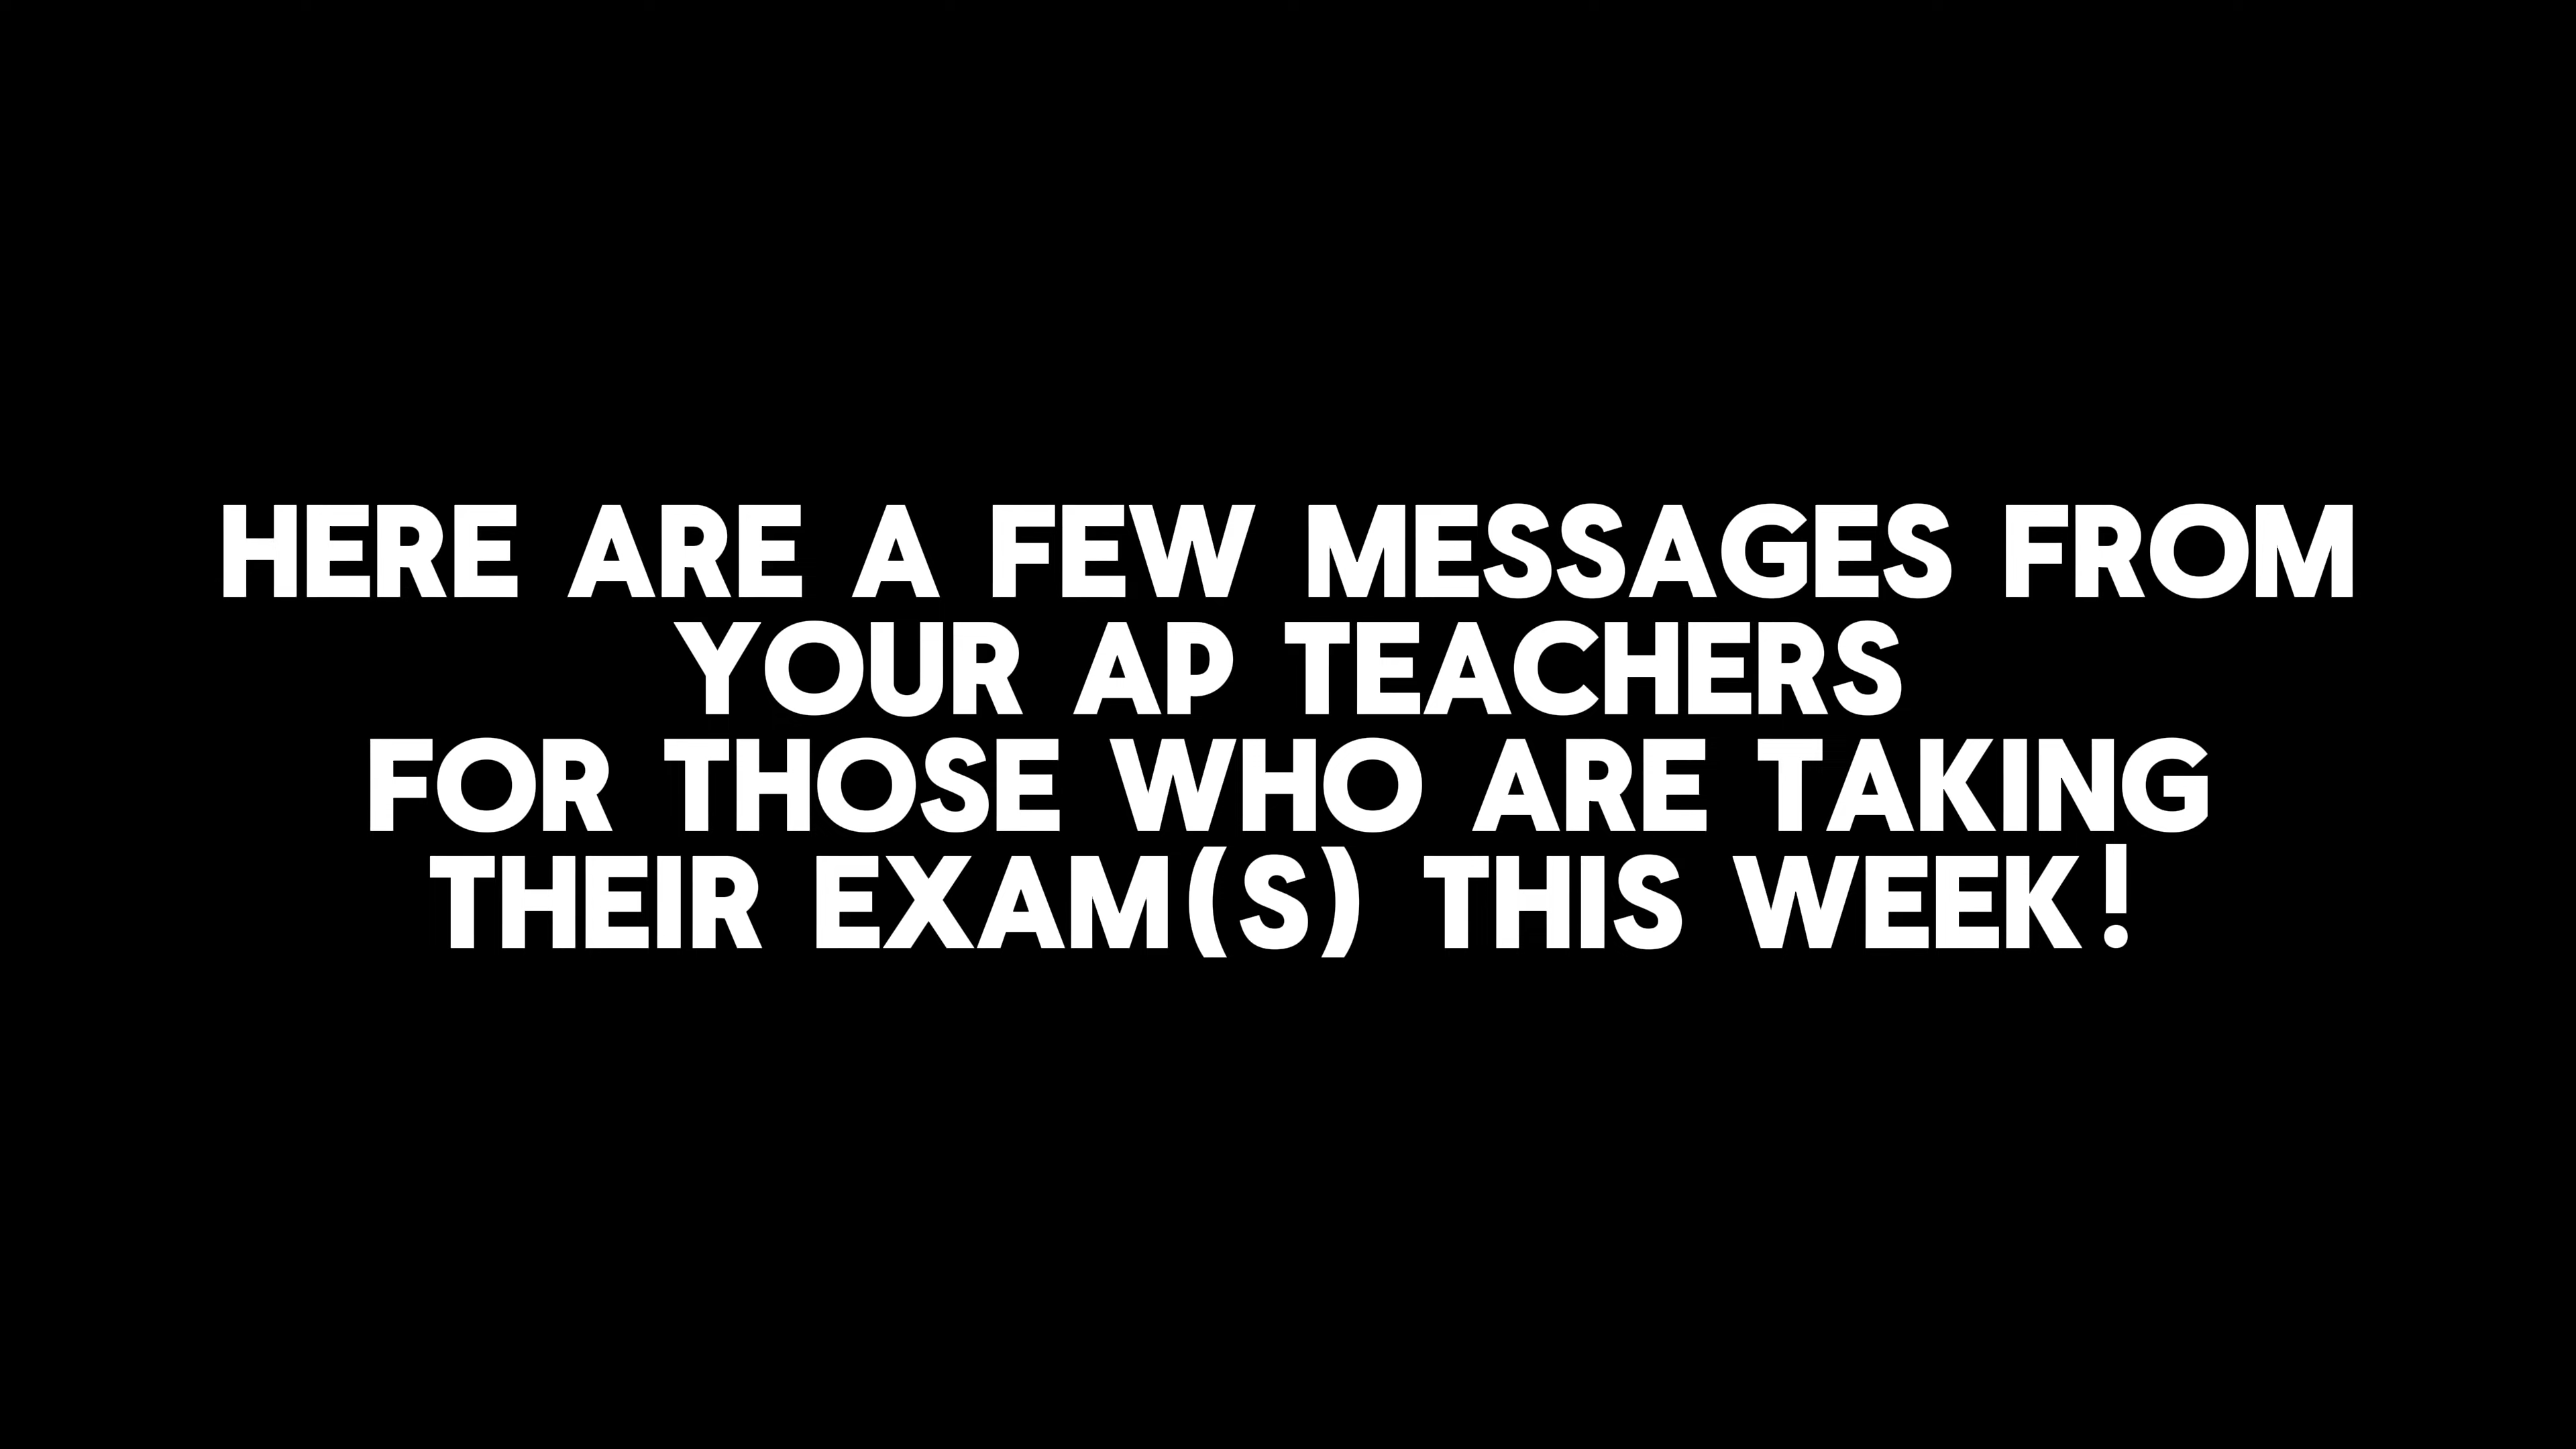 HERE ARE A FEW MESSAGES FROM
YOUR AP TEACHERS
FOR THOSE WHO ARE TAKING
THEIR EXAM(S) THIS WEEK!